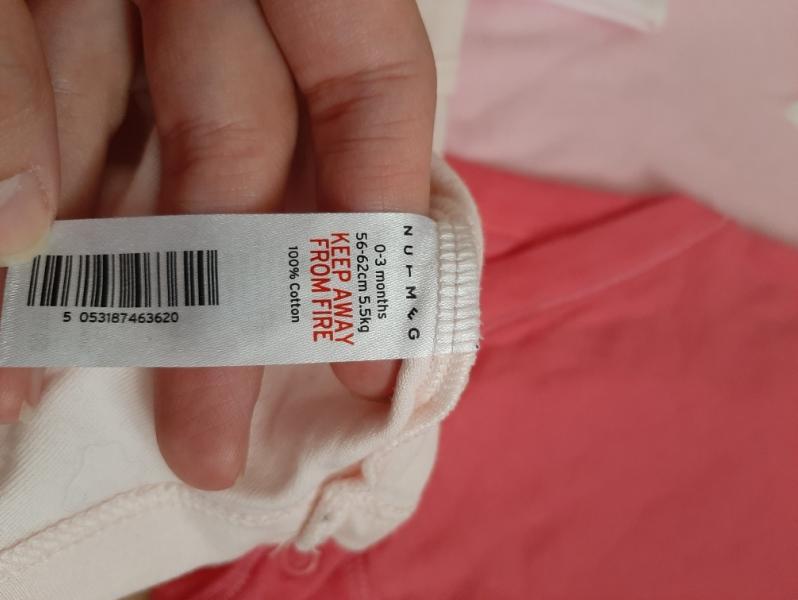 NUTMEG
0-3 months
56-62cm 5.5kg
KEEP AWAY
FROM FIRE
100% Cotton
5 053187463620